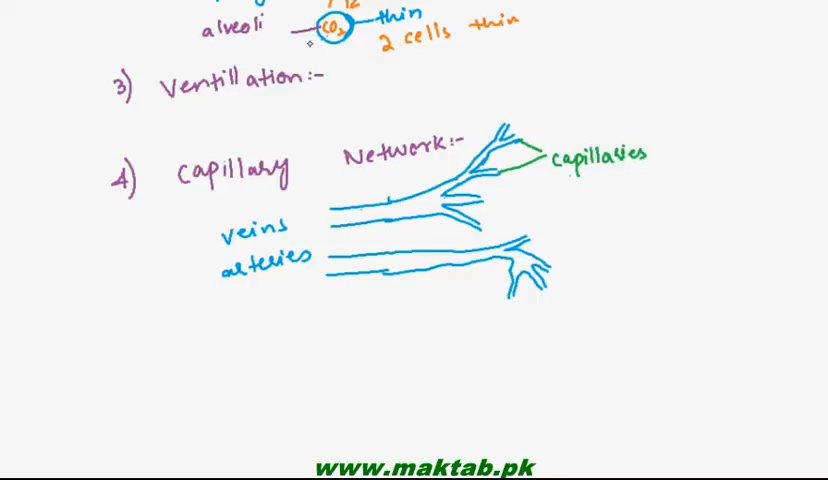 alveoli
CO2
thin
2 cells thin
3) Ventillation:-
4) Capillary Network:-
capillaries
veins
arteries
www.maktab.pk